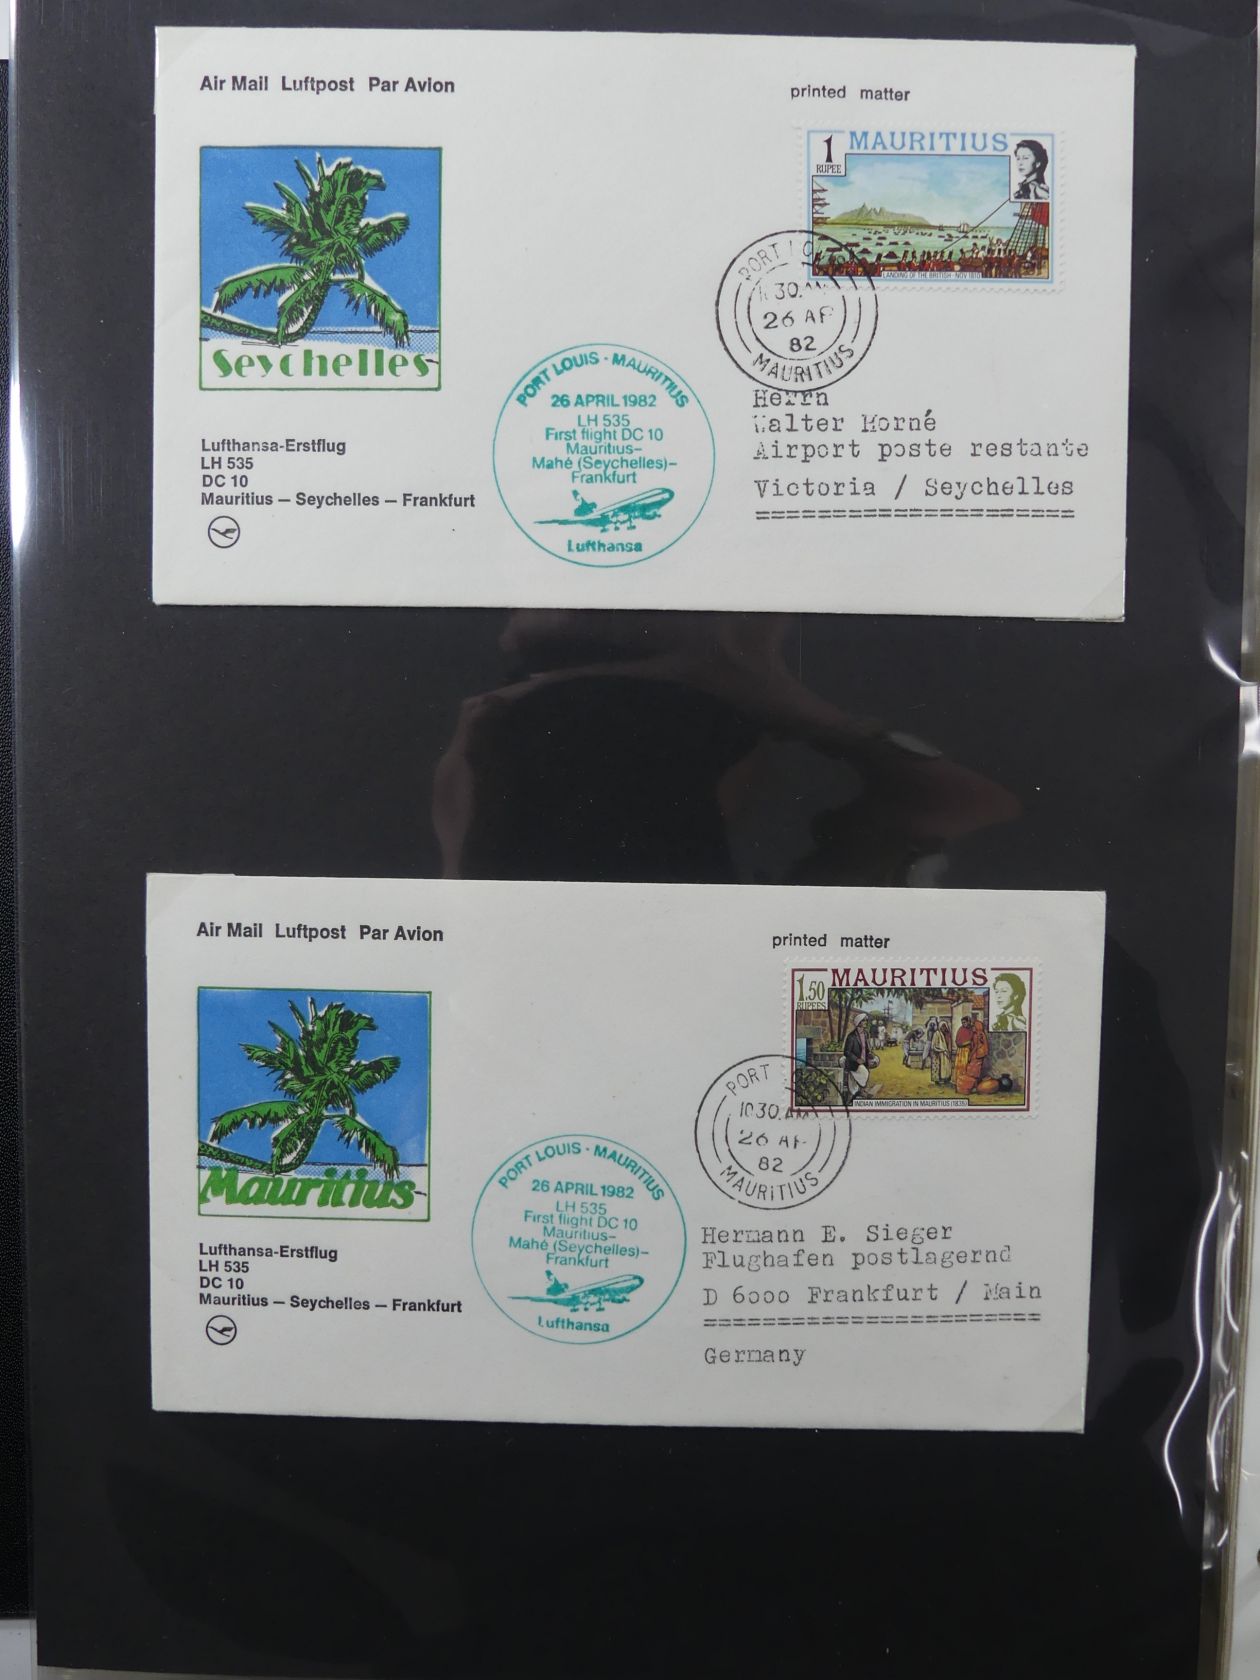 Air Mail Luftpost Par Avion
printed matter
1
RUPEE
MAURITIUS
LANDING OF THE BRITISH - NOV 1810
Seychelles
PORT
30
26 AP
82
MAURITIUS
PORT LOUIS - MAURITIUS
26 APRIL 1982
LH 535
First flight DC 10
Mauritius-
Mahé (Seychelles)-
Frankfurt
Lufthansa
Lufthansa-Erstflug
LH 535
DC 10
Mauritius – Seychelles – Frankfurt
Herrn
Walter Horné
Airport poste restante
Victoria / Seychelles
Air Mail Luftpost Par Avion
printed matter
1.50
RUPEES
MAURITIUS
INDIAN IMMIGRATION IN MAURITIUS (1835)
Mauritius
PORT
10 30.AM
26 AP
82
MAURITIUS
PORT LOUIS - MAURITIUS
26 APRIL 1982
LH 535
First flight DC 10
Mauritius-
Mahé (Seychelles)-
Frankfurt
Lufthansa
Lufthansa-Erstflug
LH 535
DC 10
Mauritius – Seychelles – Frankfurt
Hermann E. Sieger
Flughafen postlagernd
D 6000 Frankfurt / Main
Germany